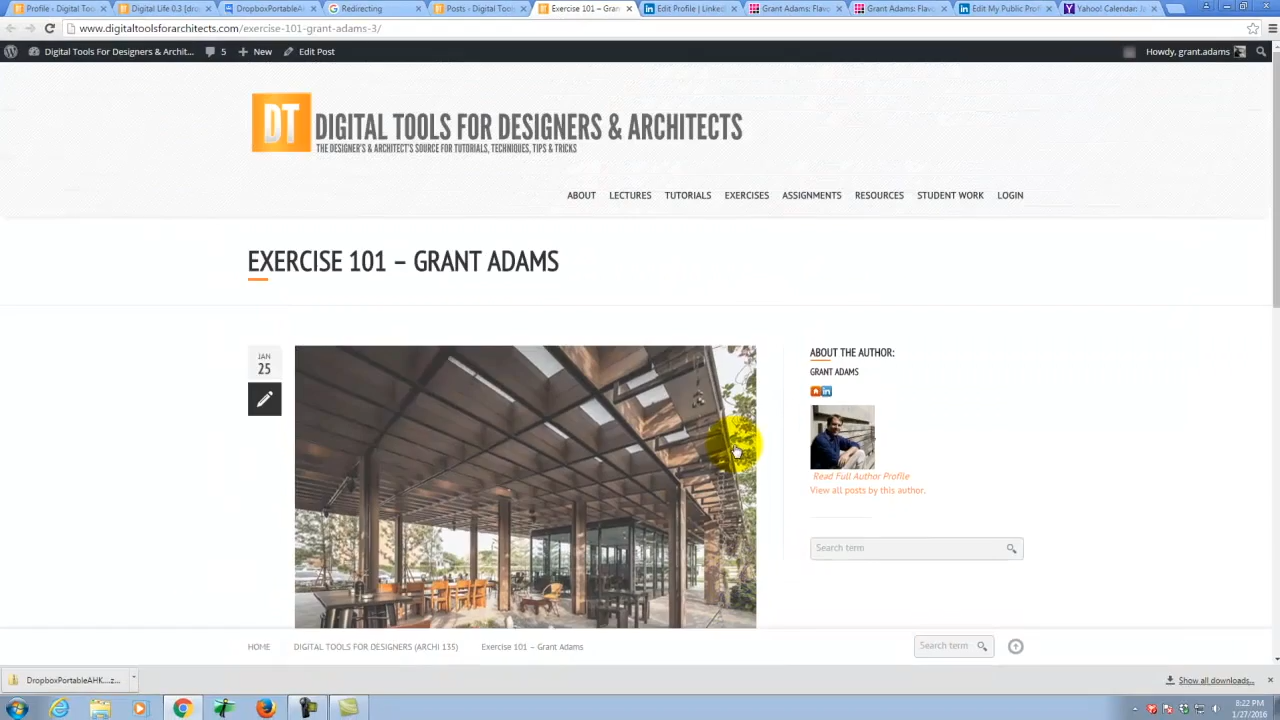 Profile ‹ Digital Tool:
Digital Life 0.3 [dro
DropboxPortableAH
Redirecting
Posts ‹ Digital Tools
Exercise 101 – Gran
Edit Profile | LinkedI
Grant Adams: Flavo
Grant Adams: Flavo
Edit My Public Prof
Yahoo! Calendar: Ja
www.digitaltoolsforarchitects.com/exercise-101-grant-adams-3/
Digital Tools For Designers & Archit...
5
+ New
Edit Post
Howdy, grant.adams
DT
DIGITAL TOOLS FOR DESIGNERS & ARCHITECTS
THE DESIGNER'S & ARCHITECT'S SOURCE FOR TUTORIALS, TECHNIQUES, TIPS & TRICKS
ABOUT LECTURES TUTORIALS EXERCISES ASSIGNMENTS RESOURCES STUDENT WORK LOGIN
EXERCISE 101 – GRANT ADAMS
JAN
25
ABOUT THE AUTHOR:
GRANT ADAMS
Read Full Author Profile
View all posts by this author.
Search term
HOME
DIGITAL TOOLS FOR DESIGNERS (ARCHI 135)
Exercise 101 – Grant Adams
Search term
DropboxPortableAHK....z...
Show all downloads...
8:22 PM
1/27/2016